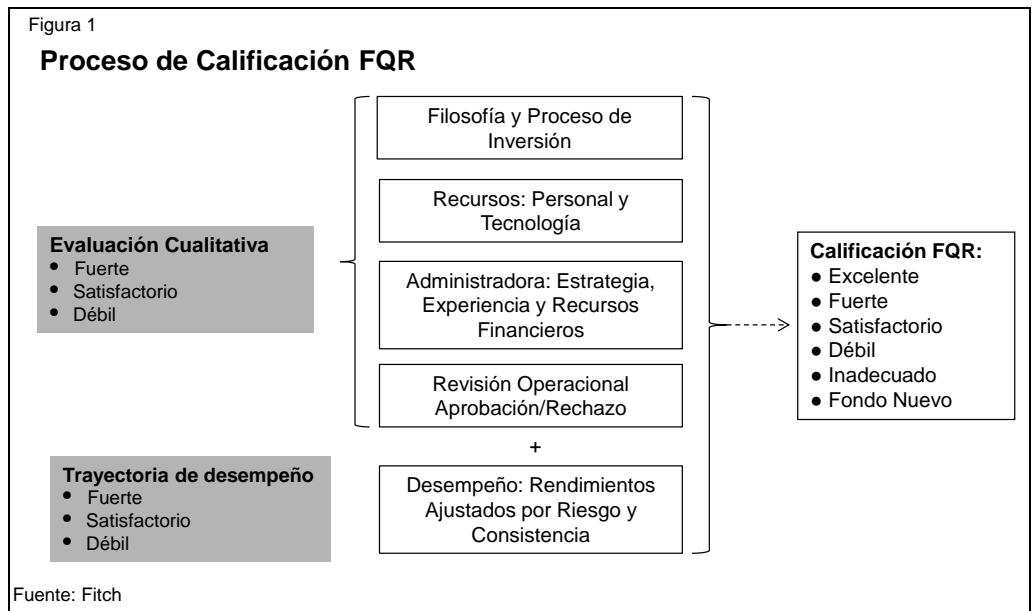 Figura 1
Proceso de Calificación FQR
Filosofía y Proceso de
Inversión
Recursos: Personal y
Tecnología
Evaluación Cualitativa
• Fuerte
• Satisfactorio
• Débil
Administradora: Estrategia,
Experiencia y Recursos
Financieros
Revisión Operacional
Aprobación/Rechazo
+
Trayectoria de desempeño
• Fuerte
• Satisfactorio
• Débil
Desempeño: Rendimientos
Ajustados por Riesgo y
Consistencia
Calificación FQR:
● Excelente
● Fuerte
● Satisfactorio
● Débil
● Inadecuado
● Fondo Nuevo
Fuente: Fitch